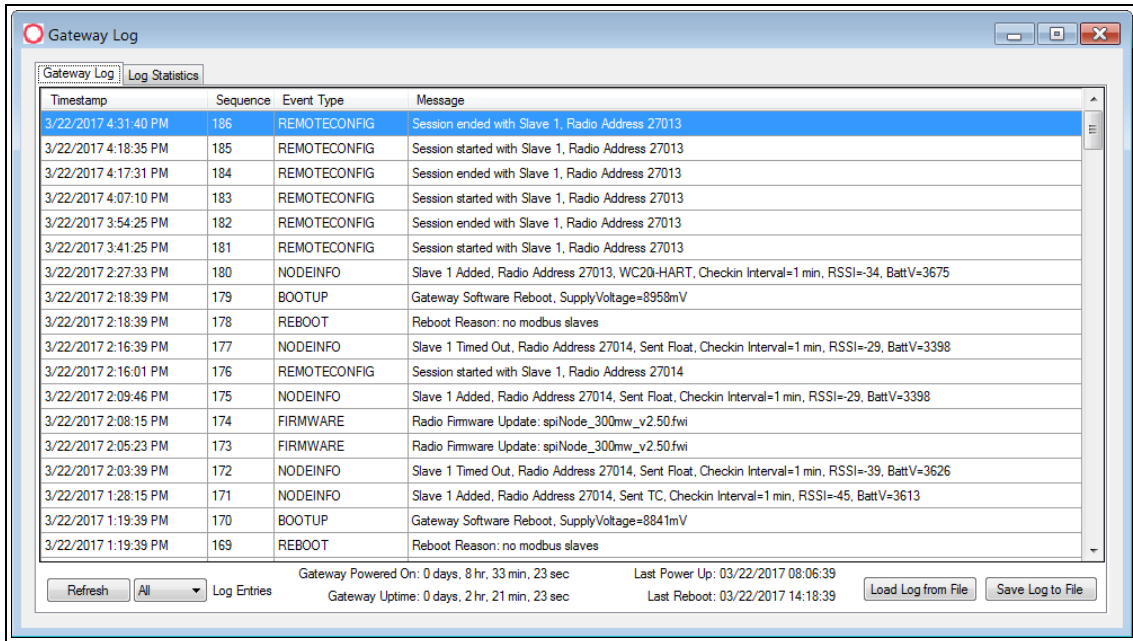 Gateway Log
Gateway Log Log Statistics
Timestamp Sequence Event Type Message
3/22/2017 4:31:40 PM 186 REMOTECONFIG Session ended with Slave 1, Radio Address 27013
3/22/2017 4:18:35 PM 185 REMOTECONFIG Session started with Slave 1, Radio Address 27013
3/22/2017 4:17:31 PM 184 REMOTECONFIG Session ended with Slave 1, Radio Address 27013
3/22/2017 4:07:10 PM 183 REMOTECONFIG Session started with Slave 1, Radio Address 27013
3/22/2017 3:54:25 PM 182 REMOTECONFIG Session ended with Slave 1, Radio Address 27013
3/22/2017 3:41:25 PM 181 REMOTECONFIG Session started with Slave 1, Radio Address 27013
3/22/2017 2:27:33 PM 180 NODEINFO Slave 1 Added, Radio Address 27013, WC20i-HART, Checkin Interval=1 min, RSSI=-34, BattV=3675
3/22/2017 2:18:39 PM 179 BOOTUP Gateway Software Reboot, SupplyVoltage=8958mV
3/22/2017 2:18:39 PM 178 REBOOT Reboot Reason: no modbus slaves
3/22/2017 2:16:39 PM 177 NODEINFO Slave 1 Timed Out, Radio Address 27014, Sent Float, Checkin Interval=1 min, RSSI=-29, BattV=3398
3/22/2017 2:16:01 PM 176 REMOTECONFIG Session started with Slave 1, Radio Address 27014
3/22/2017 2:09:46 PM 175 NODEINFO Slave 1 Added, Radio Address 27014, Sent Float, Checkin Interval=1 min, RSSI=-29, BattV=3398
3/22/2017 2:08:15 PM 174 FIRMWARE Radio Firmware Update: spiNode_300mw_v2.50.fwi
3/22/2017 2:05:23 PM 173 FIRMWARE Radio Firmware Update: spiNode_300mw_v2.50.fwi
3/22/2017 2:03:39 PM 172 NODEINFO Slave 1 Timed Out, Radio Address 27014, Sent Float, Checkin Interval=1 min, RSSI=-39, BattV=3626
3/22/2017 1:28:15 PM 171 NODEINFO Slave 1 Added, Radio Address 27014, Sent TC, Checkin Interval=1 min, RSSI=-45, BattV=3613
3/22/2017 1:19:39 PM 170 BOOTUP Gateway Software Reboot, SupplyVoltage=8841mV
3/22/2017 1:19:39 PM 169 REBOOT Reboot Reason: no modbus slaves
Gateway Powered On: 0 days, 8 hr, 33 min, 23 sec Last Power Up: 03/22/2017 08:06:39
Refresh All Log Entries Load Log from File Save Log to File
Gateway Uptime: 0 days, 2 hr, 21 min, 23 sec Last Reboot: 03/22/2017 14:18:39